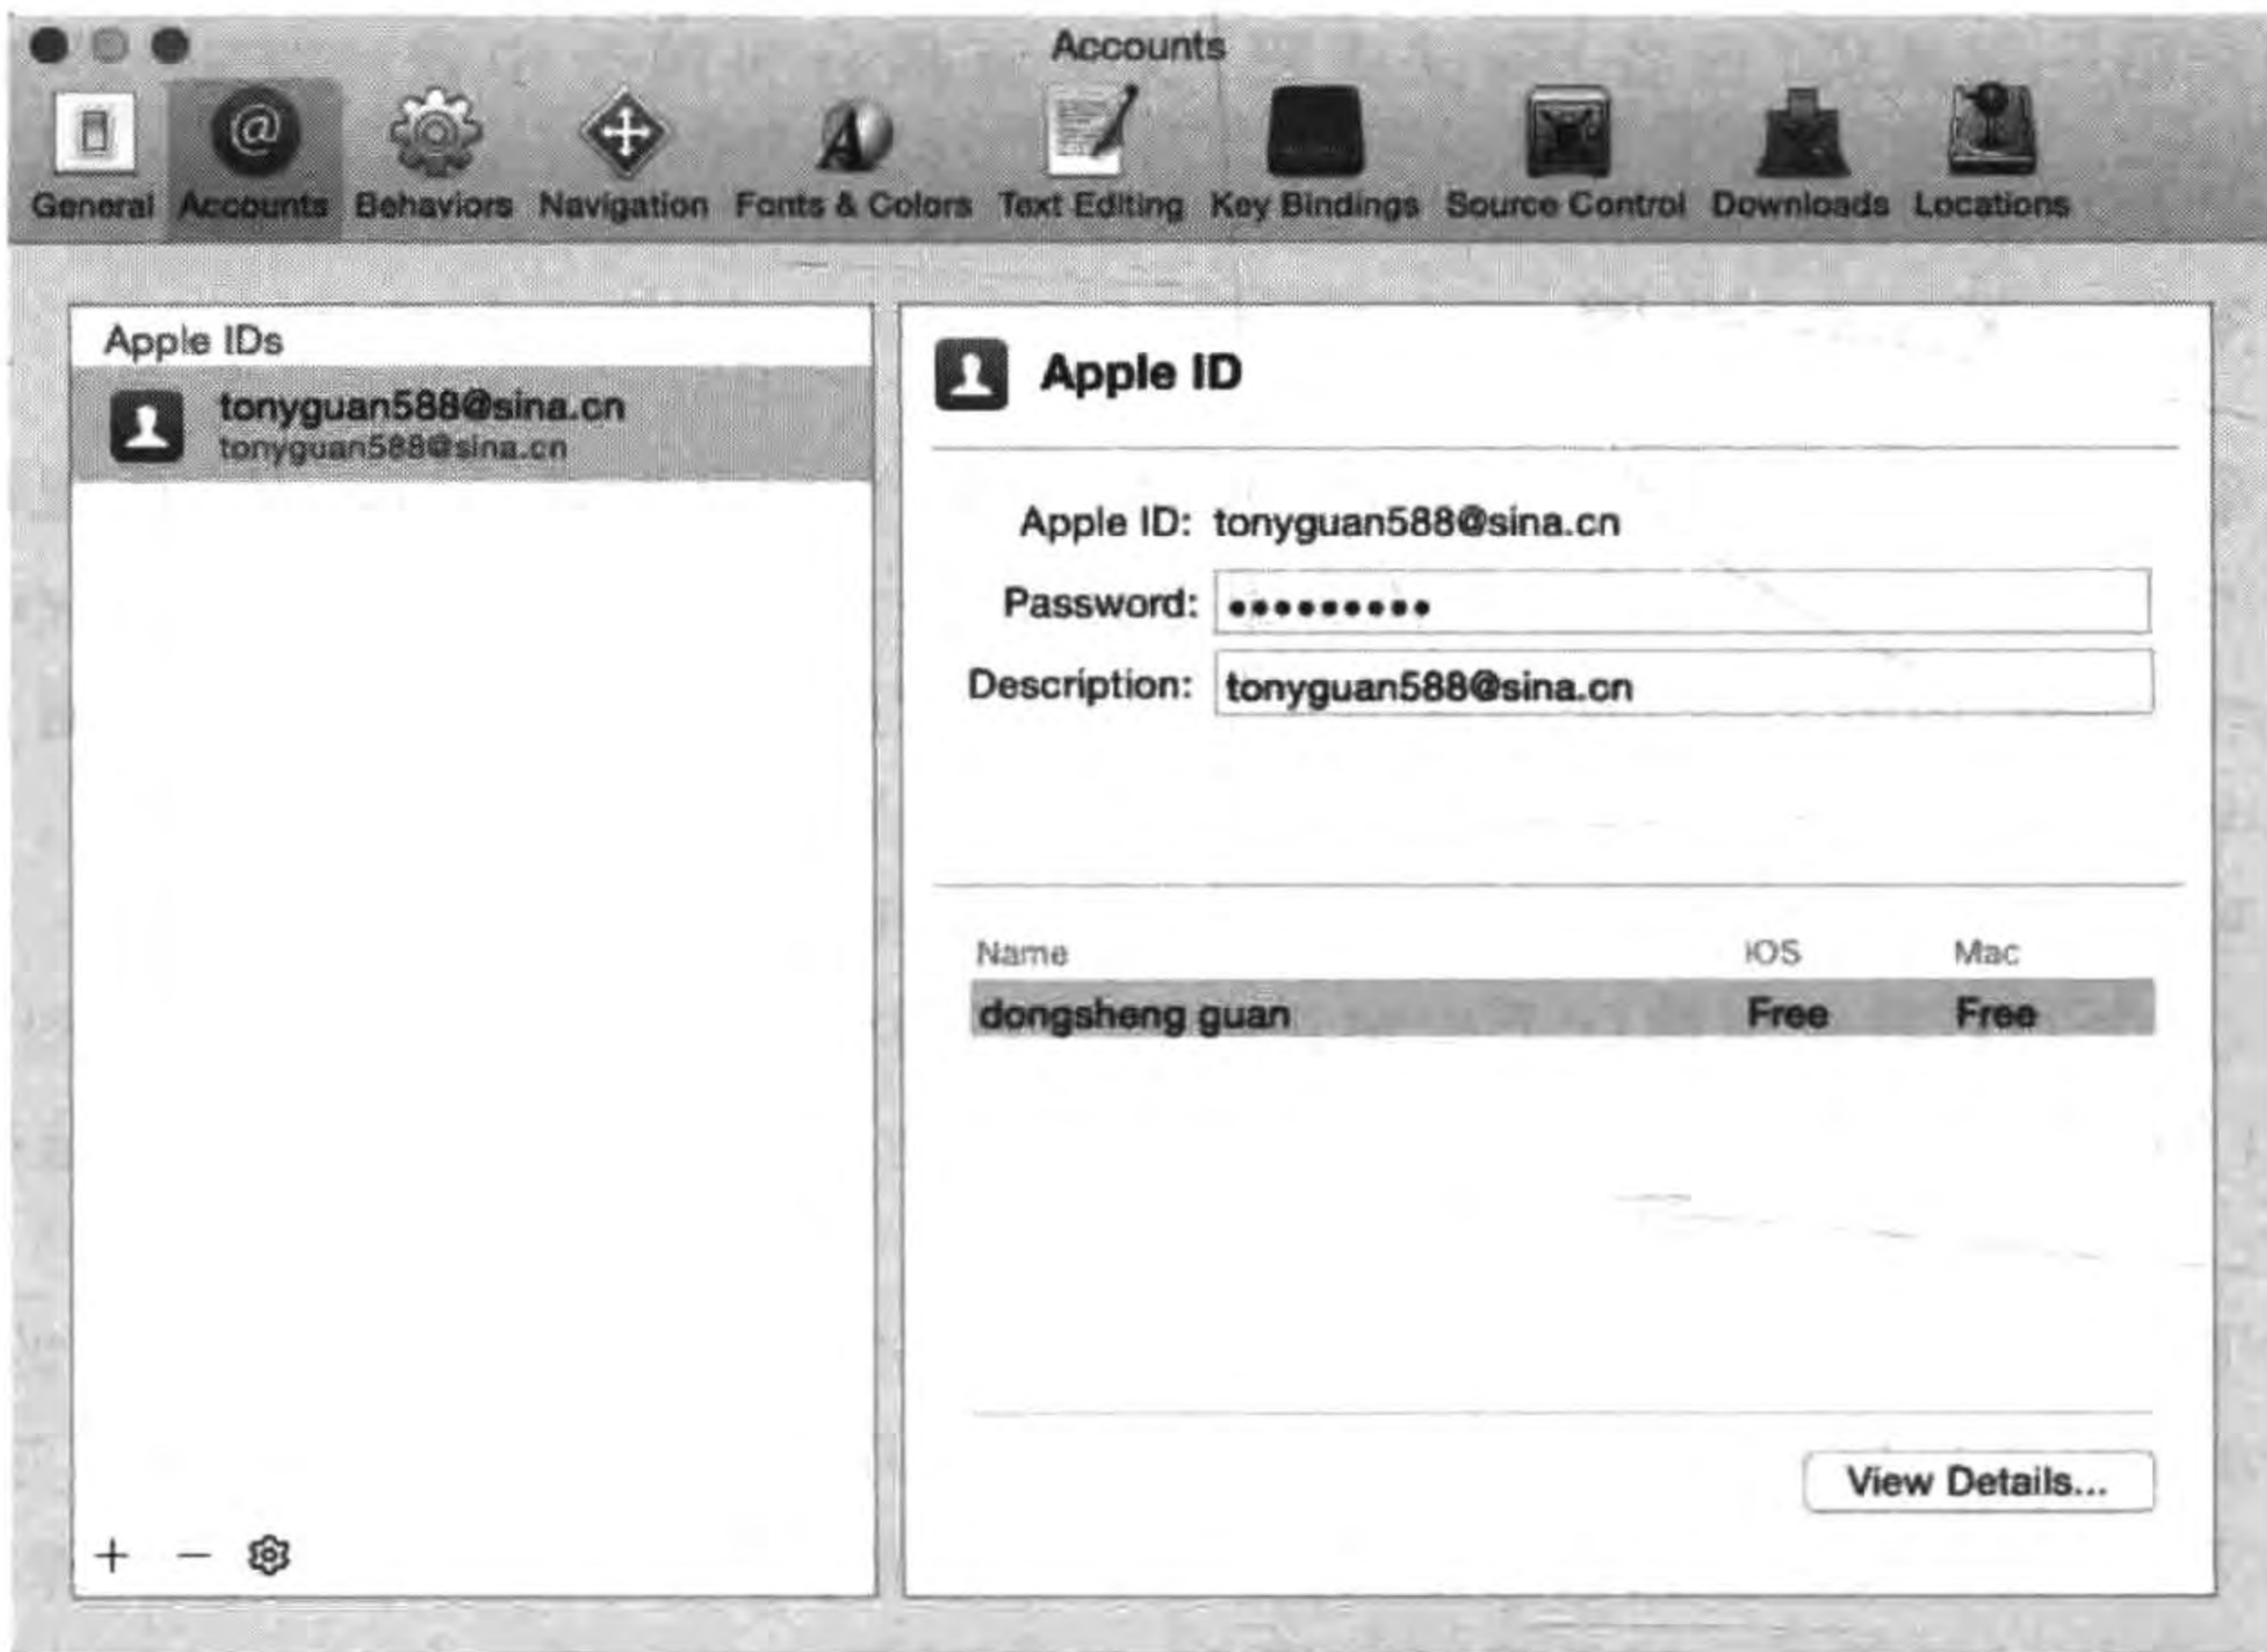 Accounts
General Accounts Behaviors Navigation Fonts & Colors Text Editing Key Bindings Source Control Downloads Locations
Apple IDs
tonyguan588@sina.cn
tonyguan588@sina.cn
Apple ID
Apple ID: tonyguan588@sina.cn
Password: •••••••••
Description: tonyguan588@sina.cn
Name iOS Mac
dongsheng guan Free Free
View Details...